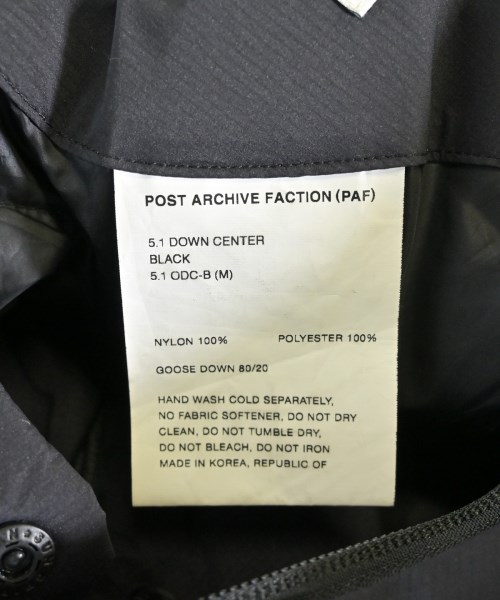 POST ARCHIVE FACTION (PAF)
5.1 DOWN CENTER
BLACK
5.1 ODC-B (M)
NYLON 100% POLYESTER 100%
GOOSE DOWN 80/20
HAND WASH COLD SEPARATELY,
NO FABRIC SOFTENER, DO NOT DRY
CLEAN, DO NOT TUMBLE DRY,
DO NOT BLEACH, DO NOT IRON
MADE IN KOREA, REPUBLIC OF